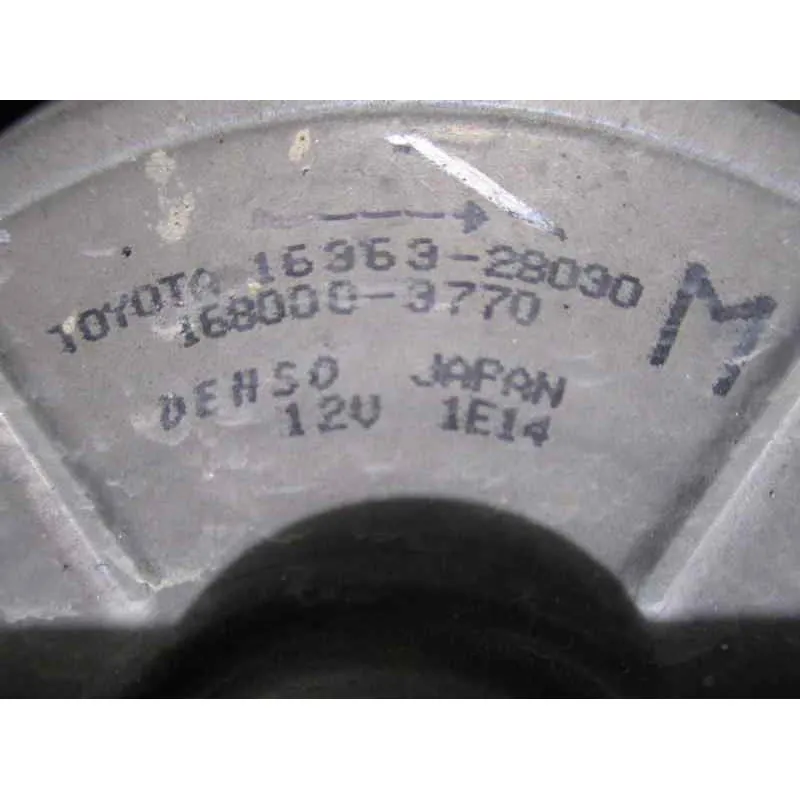 TOYOTA 16363-28030
168000-3770
M
DENSO JAPAN
12V 1E14